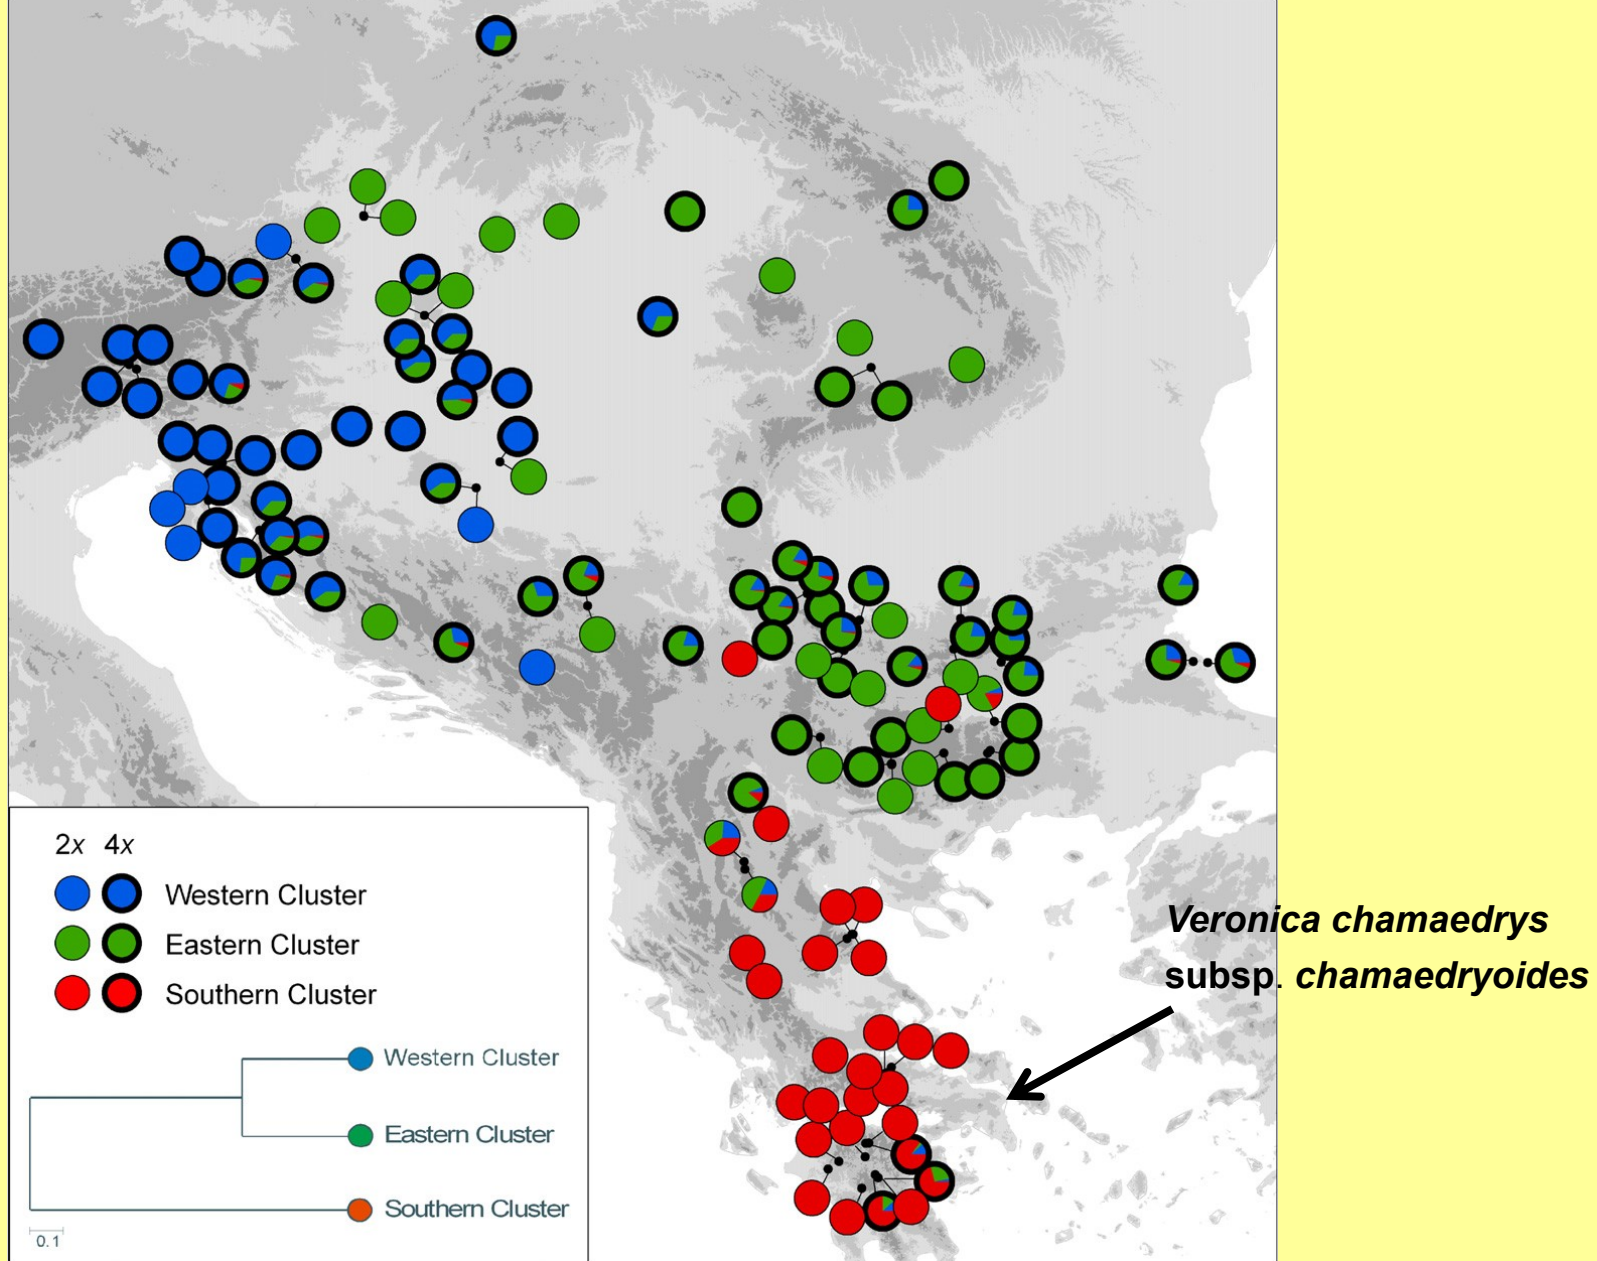 2x 4x
Western Cluster
Eastern Cluster
Southern Cluster
Western Cluster
Eastern Cluster
Southern Cluster
0.1
Veronica chamaedrys
subsp. chamaedryoides